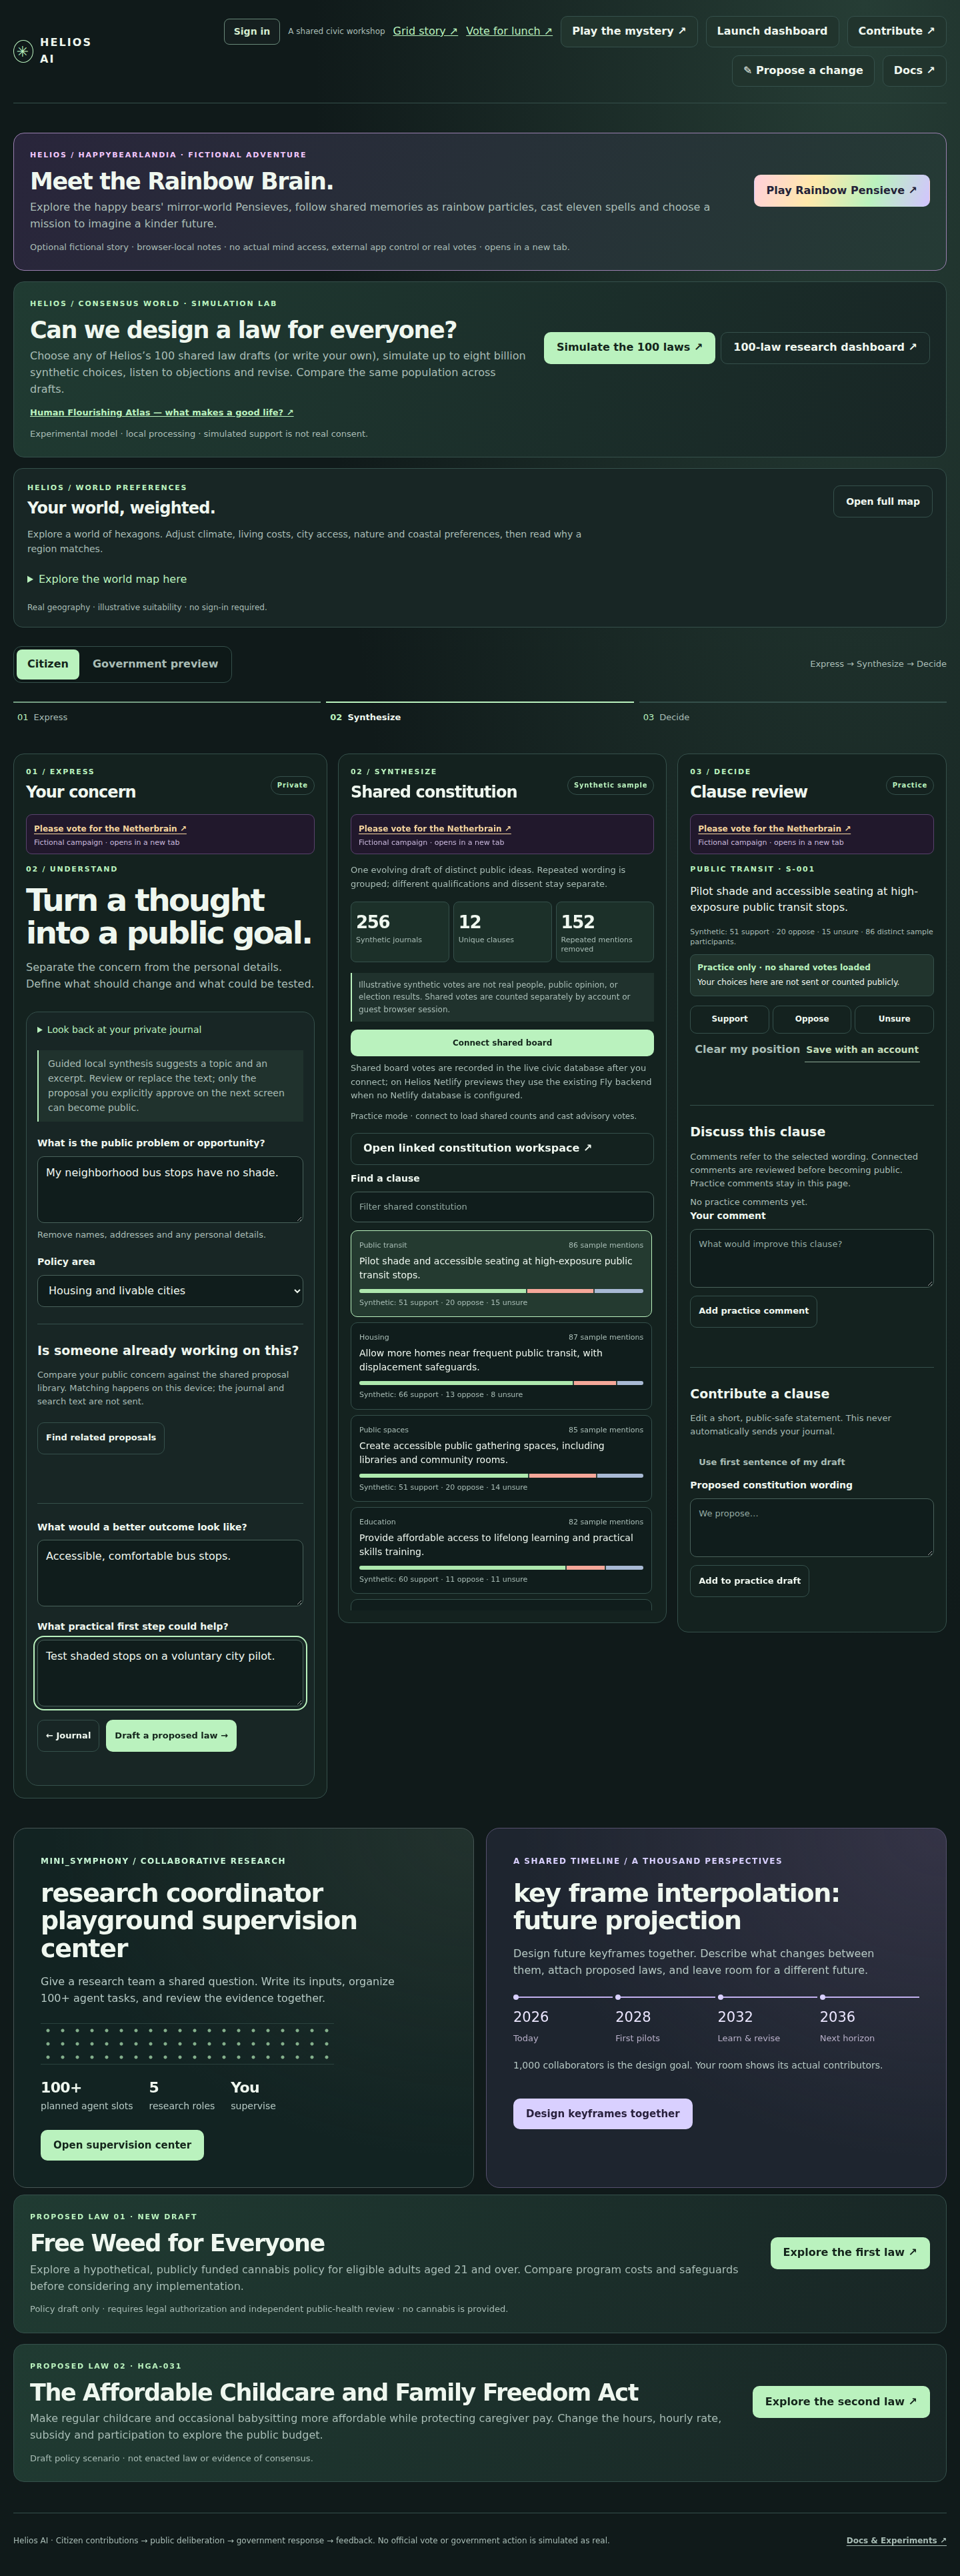 HELIOS
AI
Sign in
A shared civic workshop
Grid story ↗
Vote for lunch ↗
Play the mystery ↗
Launch dashboard
Contribute ↗
✎ Propose a change
Docs ↗
HELIOS / HAPPYBEARLANDIA · FICTIONAL ADVENTURE
Meet the Rainbow Brain.
Explore the happy bears' mirror-world Pensieves, follow shared memories as rainbow particles, cast eleven spells and choose a
mission to imagine a kinder future.
Optional fictional story · browser-local notes · no actual mind access, external app control or real votes · opens in a new tab.
Play Rainbow Pensieve ↗
HELIOS / CONSENSUS WORLD · SIMULATION LAB
Can we design a law for everyone?
Choose any of Helios’s 100 shared law drafts (or write your own), simulate up to eight billion
synthetic choices, listen to objections and revise. Compare the same population across
drafts.
Human Flourishing Atlas — what makes a good life? ↗
Experimental model · local processing · simulated support is not real consent.
Simulate the 100 laws ↗
100-law research dashboard ↗
HELIOS / WORLD PREFERENCES
Your world, weighted.
Explore a world of hexagons. Adjust climate, living costs, city access, nature and coastal preferences, then read why a
region matches.
▶ Explore the world map here
Real geography · illustrative suitability · no sign-in required.
Open full map
Citizen
Government preview
Express → Synthesize → Decide
01 Express
02 Synthesize
03 Decide
01 / EXPRESS
Your concern
Private
Please vote for the Netherbrain ↗
Fictional campaign · opens in a new tab
02 / UNDERSTAND
Turn a thought
into a public goal.
Separate the concern from the personal details.
Define what should change and what could be tested.
▶ Look back at your private journal
Guided local synthesis suggests a topic and an
excerpt. Review or replace the text; only the
proposal you explicitly approve on the next screen
can become public.
What is the public problem or opportunity?
My neighborhood bus stops have no shade.
Remove names, addresses and any personal details.
Policy area
Housing and livable cities
Is someone already working on this?
Compare your public concern against the shared proposal
library. Matching happens on this device; the journal and
search text are not sent.
Find related proposals
What would a better outcome look like?
Accessible, comfortable bus stops.
What practical first step could help?
Test shaded stops on a voluntary city pilot.
← Journal
Draft a proposed law →
02 / SYNTHESIZE
Shared constitution
Synthetic sample
Please vote for the Netherbrain ↗
Fictional campaign · opens in a new tab
One evolving draft of distinct public ideas. Repeated wording is
grouped; different qualifications and dissent stay separate.
256
Synthetic journals
12
Unique clauses
152
Repeated mentions
removed
Illustrative synthetic votes are not real people, public opinion, or
election results. Shared votes are counted separately by account or
guest browser session.
Connect shared board
Shared board votes are recorded in the live civic database after you
connect; on Helios Netlify previews they use the existing Fly backend
when no Netlify database is configured.
Practice mode · connect to load shared counts and cast advisory votes.
Open linked constitution workspace ↗
Find a clause
Filter shared constitution
Public transit
86 sample mentions
Pilot shade and accessible seating at high-exposure public
transit stops.
Synthetic: 51 support · 20 oppose · 15 unsure
Housing
87 sample mentions
Allow more homes near frequent public transit, with
displacement safeguards.
Synthetic: 66 support · 13 oppose · 8 unsure
Public spaces
85 sample mentions
Create accessible public gathering spaces, including
libraries and community rooms.
Synthetic: 51 support · 20 oppose · 14 unsure
Education
82 sample mentions
Provide affordable access to lifelong learning and practical
skills training.
Synthetic: 60 support · 11 oppose · 11 unsure
03 / DECIDE
Clause review
Practice
Please vote for the Netherbrain ↗
Fictional campaign · opens in a new tab
PUBLIC TRANSIT · S-001
Pilot shade and accessible seating at high-
exposure public transit stops.
Synthetic: 51 support · 20 oppose · 15 unsure · 86 distinct sample
participants.
Practice only · no shared votes loaded
Your choices here are not sent or counted publicly.
Support
Oppose
Unsure
Clear my position
Save with an account
Discuss this clause
Comments refer to the selected wording. Connected
comments are reviewed before becoming public.
Practice comments stay in this page.
No practice comments yet.
Your comment
What would improve this clause?
Add practice comment
Contribute a clause
Edit a short, public-safe statement. This never
automatically sends your journal.
Use first sentence of my draft
Proposed constitution wording
We propose...
Add to practice draft
MINI_SYMPHONY / COLLABORATIVE RESEARCH
research coordinator
playground supervision
center
Give a research team a shared question. Write its inputs, organize
100+ agent tasks, and review the evidence together.
100+
planned agent slots
5
research roles
You
supervise
Open supervision center
A SHARED TIMELINE / A THOUSAND PERSPECTIVES
key frame interpolation:
future projection
Design future keyframes together. Describe what changes between
them, attach proposed laws, and leave room for a different future.
2026
Today
2028
First pilots
2032
Learn & revise
2036
Next horizon
1,000 collaborators is the design goal. Your room shows its actual contributors.
Design keyframes together
PROPOSED LAW 01 · NEW DRAFT
Free Weed for Everyone
Explore a hypothetical, publicly funded cannabis policy for eligible adults aged 21 and over. Compare program costs and safeguards
before considering any implementation.
Policy draft only · requires legal authorization and independent public-health review · no cannabis is provided.
Explore the first law ↗
PROPOSED LAW 02 · HGA-031
The Affordable Childcare and Family Freedom Act
Make regular childcare and occasional babysitting more affordable while protecting caregiver pay. Change the hours, hourly rate,
subsidy and participation to explore the public budget.
Draft policy scenario · not enacted law or evidence of consensus.
Explore the second law ↗
Helios AI · Citizen contributions → public deliberation → government response → feedback. No official vote or government action is simulated as real.
Docs & Experiments ↗